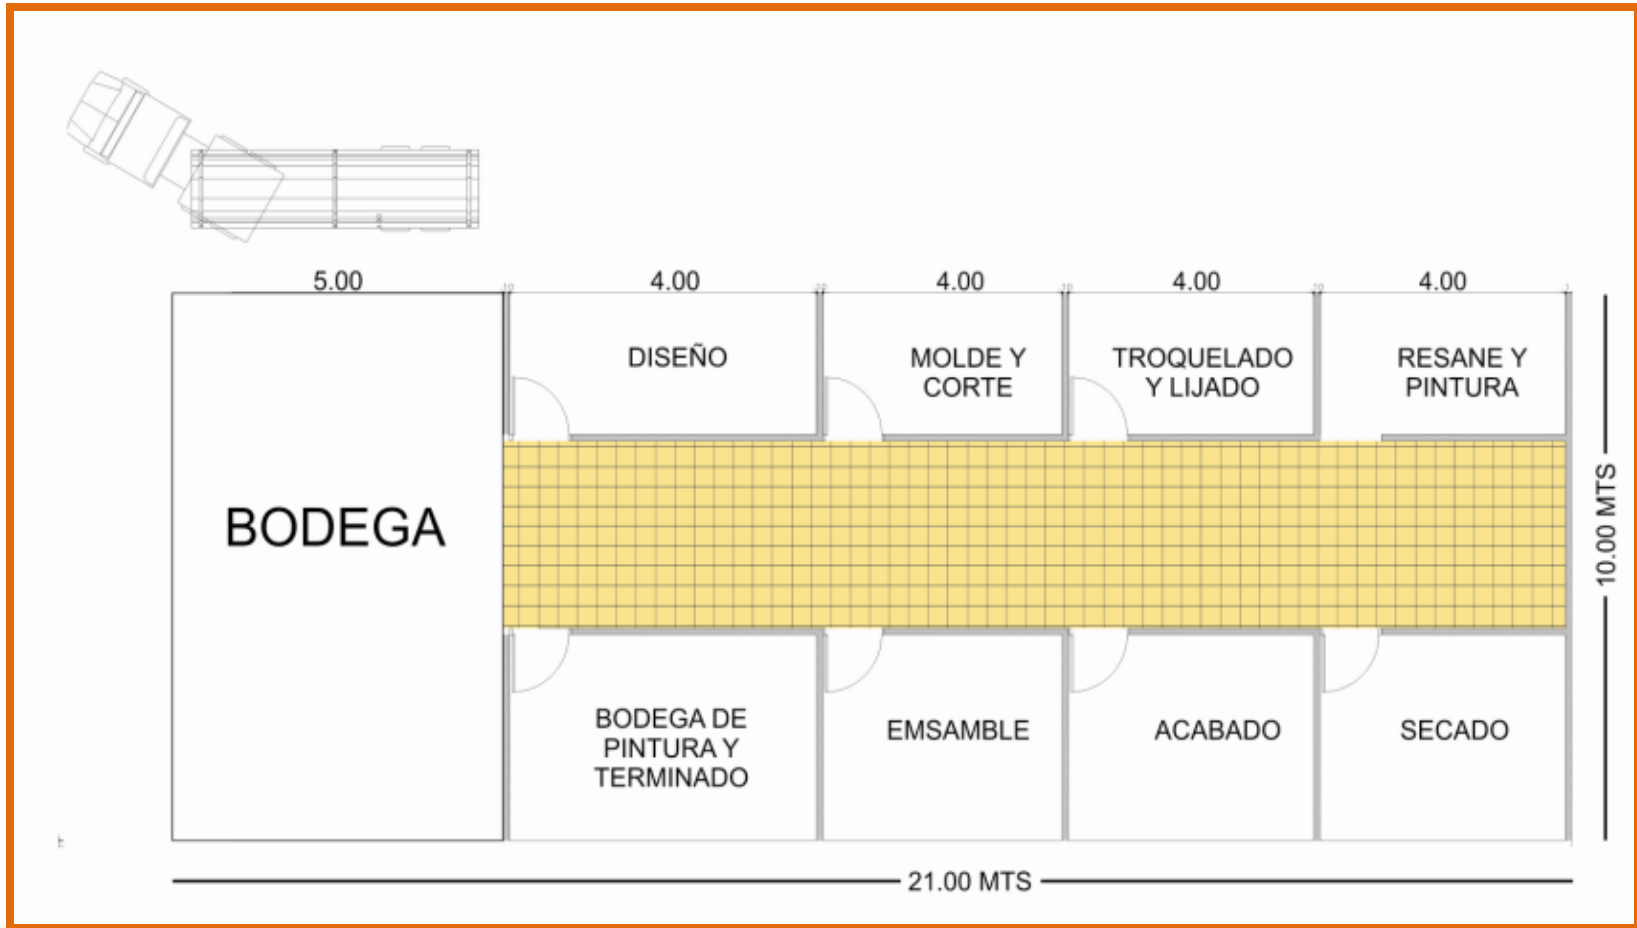 5.00
4.00
4.00
4.00
4.00
DISEÑO
MOLDE Y
CORTE
TROQUELADO
Y LIJADO
RESANE Y
PINTURA
BODEGA
10.00 MTS
BODEGA DE
PINTURA Y
TERMINADO
EMSAMBLE
ACABADO
SECADO
21.00 MTS